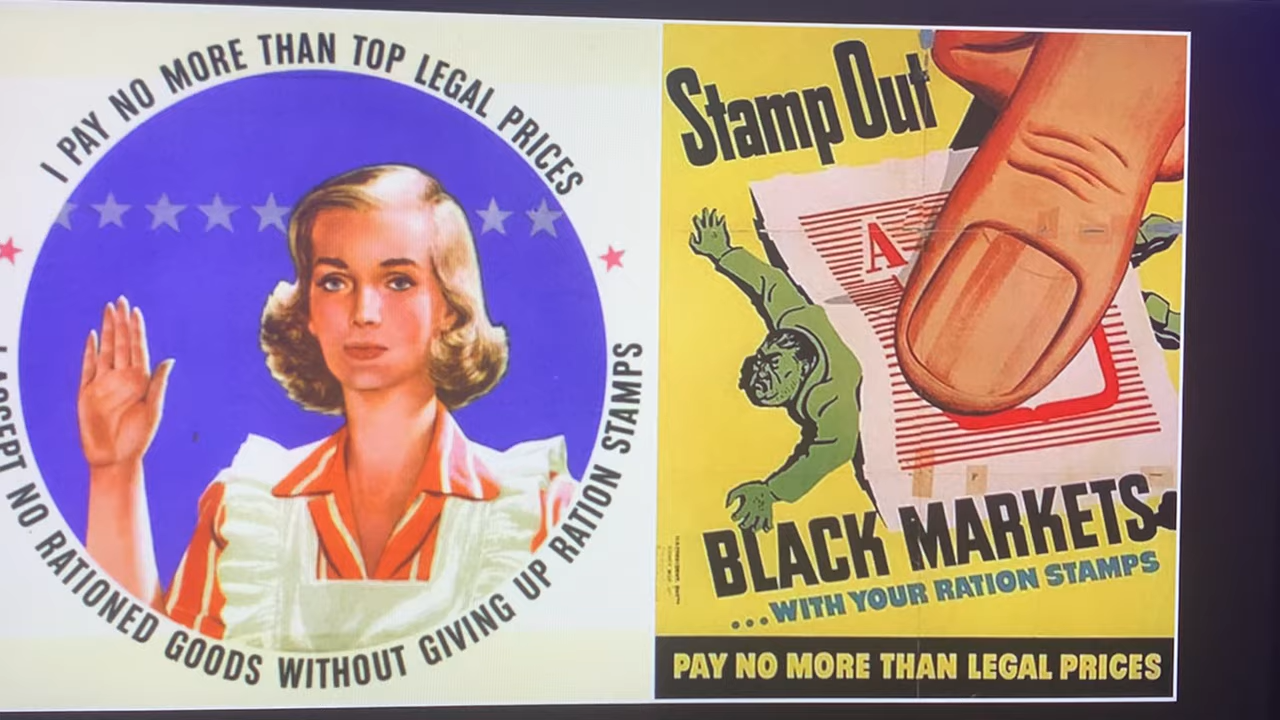 I PAY NO MORE THAN TOP LEGAL PRICES
ACCEPT NO RATIONED GOODS WITHOUT GIVING UP RATION STAMPS
Stamp Out
A
BLACK MARKETS
...WITH YOUR RATION STAMPS
PAY NO MORE THAN LEGAL PRICES